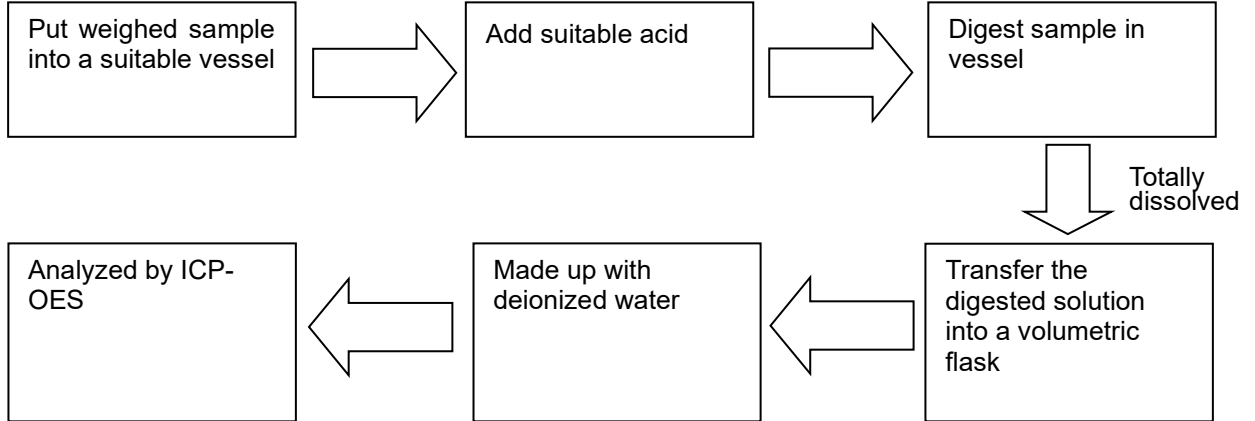 Put weighed sample
into a suitable vessel
Add suitable acid
Digest sample in
vessel
Totally
dissolved
Transfer the
digested solution
into a volumetric
flask
Made up with
deionized water
Analyzed by ICP-
OES